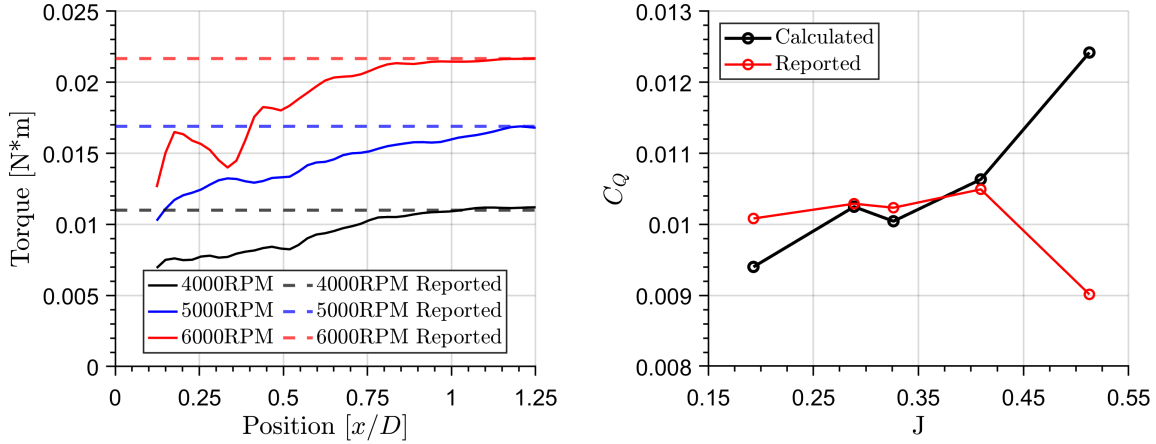 0.025
0.02
0.015
0.01
0.005
0
Torque [N*m]
4000RPM 4000RPM Reported
5000RPM 5000RPM Reported
6000RPM 6000RPM Reported
0 0.25 0.5 0.75 1 1.25
Position [x/D]
0.013
0.012
0.011
0.01
0.009
0.008
C_Q
Calculated
Reported
0.15 0.25 0.35 0.45 0.55
J